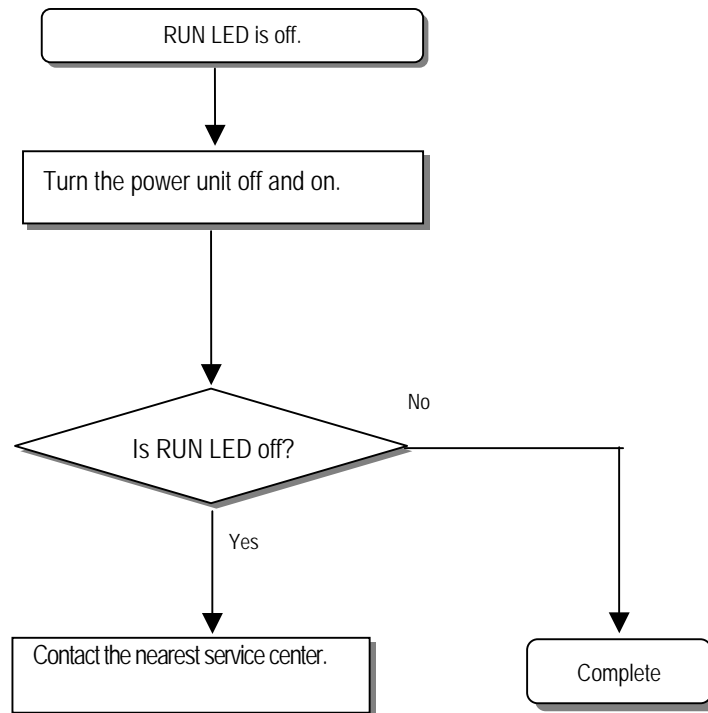 RUN LED is off.
Turn the power unit off and on.
Is RUN LED off?
No
Yes
Contact the nearest service center.
Complete